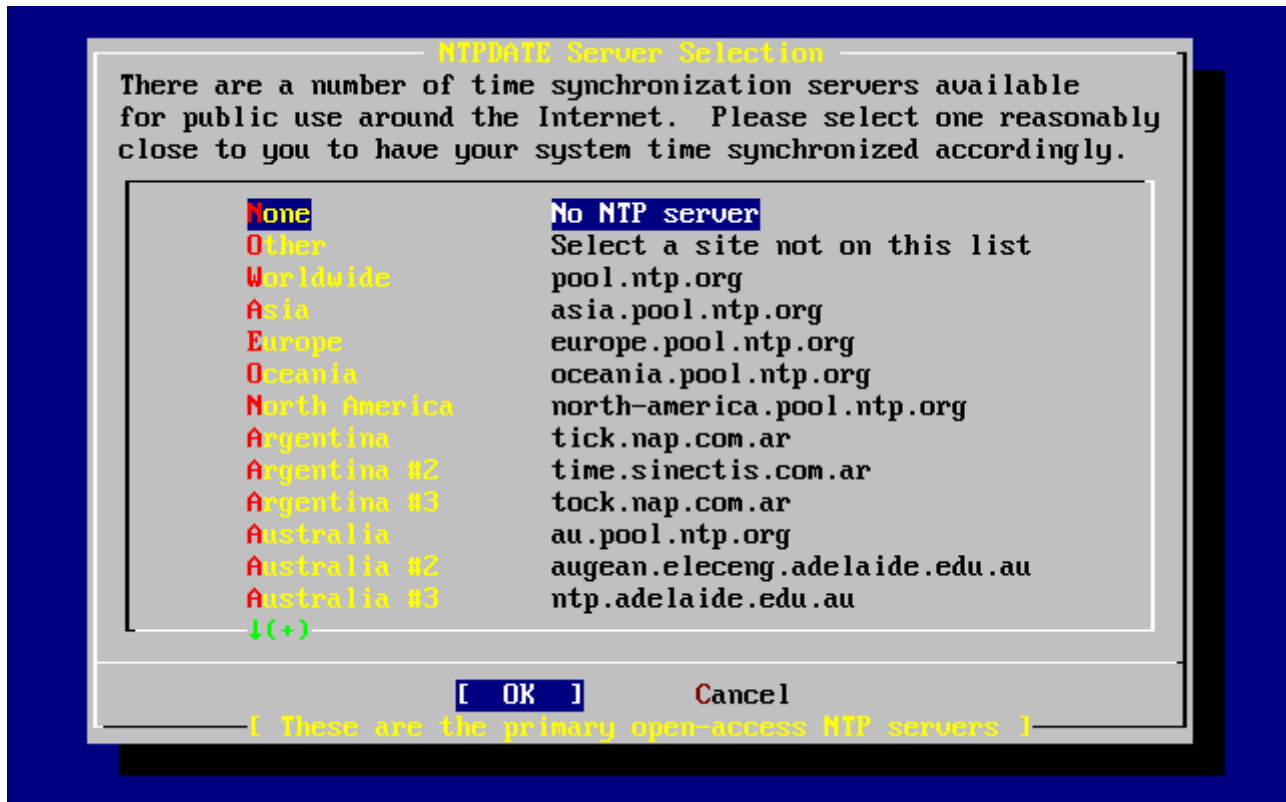 NTPDATE Server Selection
There are a number of time synchronization servers available
for public use around the Internet.  Please select one reasonably
close to you to have your system time synchronized accordingly.
None No NTP server
Other Select a site not on this list
Worldwide pool.ntp.org
Asia asia.pool.ntp.org
Europe europe.pool.ntp.org
Oceania oceania.pool.ntp.org
North America north-america.pool.ntp.org
Argentina tick.nap.com.ar
Argentina #2 time.sinectis.com.ar
Argentina #3 tock.nap.com.ar
Australia au.pool.ntp.org
Australia #2 augean.eleceng.adelaide.edu.au
Australia #3 ntp.adelaide.edu.au
↓(+)
[ OK ] Cancel
[ These are the primary open-access NTP servers ]